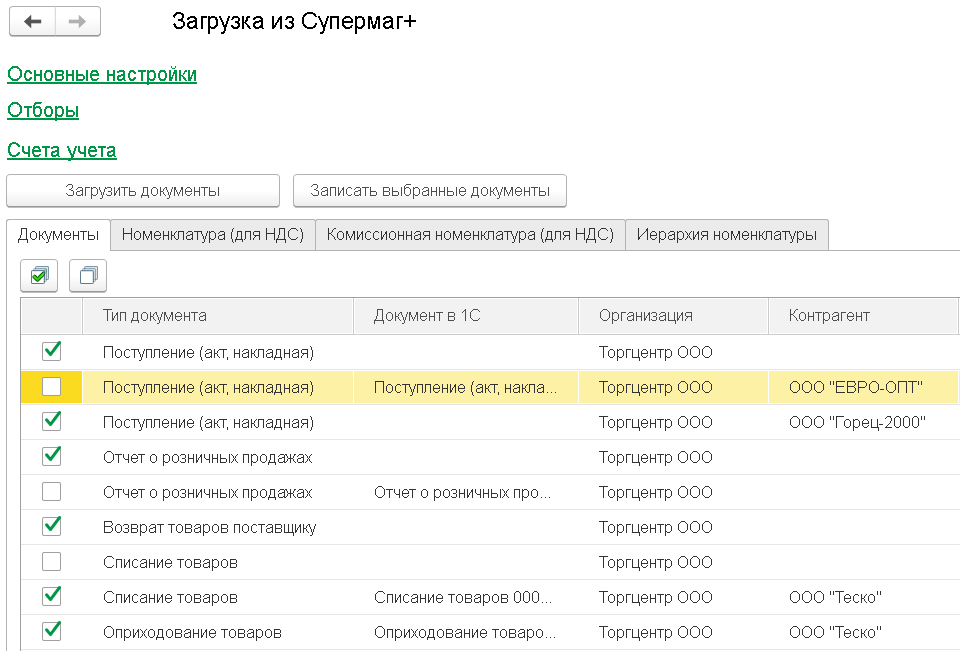 Загрузка из Супермаг+
Основные настройки
Отборы
Счета учета
Загрузить документы Записать выбранные документы
Документы Номенклатура (для НДС) Комиссионная номенклатура (для НДС) Иерархия номенклатуры
Тип документа Документ в 1С Организация Контрагент
Поступление (акт, накладная) Торгцентр ООО
Поступление (акт, накладная) Поступление (акт, накла... Торгцентр ООО ООО "ЕВРО-ОПТ"
Поступление (акт, накладная) Торгцентр ООО ООО "Горец-2000"
Отчет о розничных продажах Торгцентр ООО
Отчет о розничных продажах Отчет о розничных про... Торгцентр ООО
Возврат товаров поставщику Торгцентр ООО
Списание товаров Торгцентр ООО
Списание товаров Списание товаров 000... Торгцентр ООО ООО "Теско"
Оприходование товаров Оприходование товаро... Торгцентр ООО ООО "Теско"